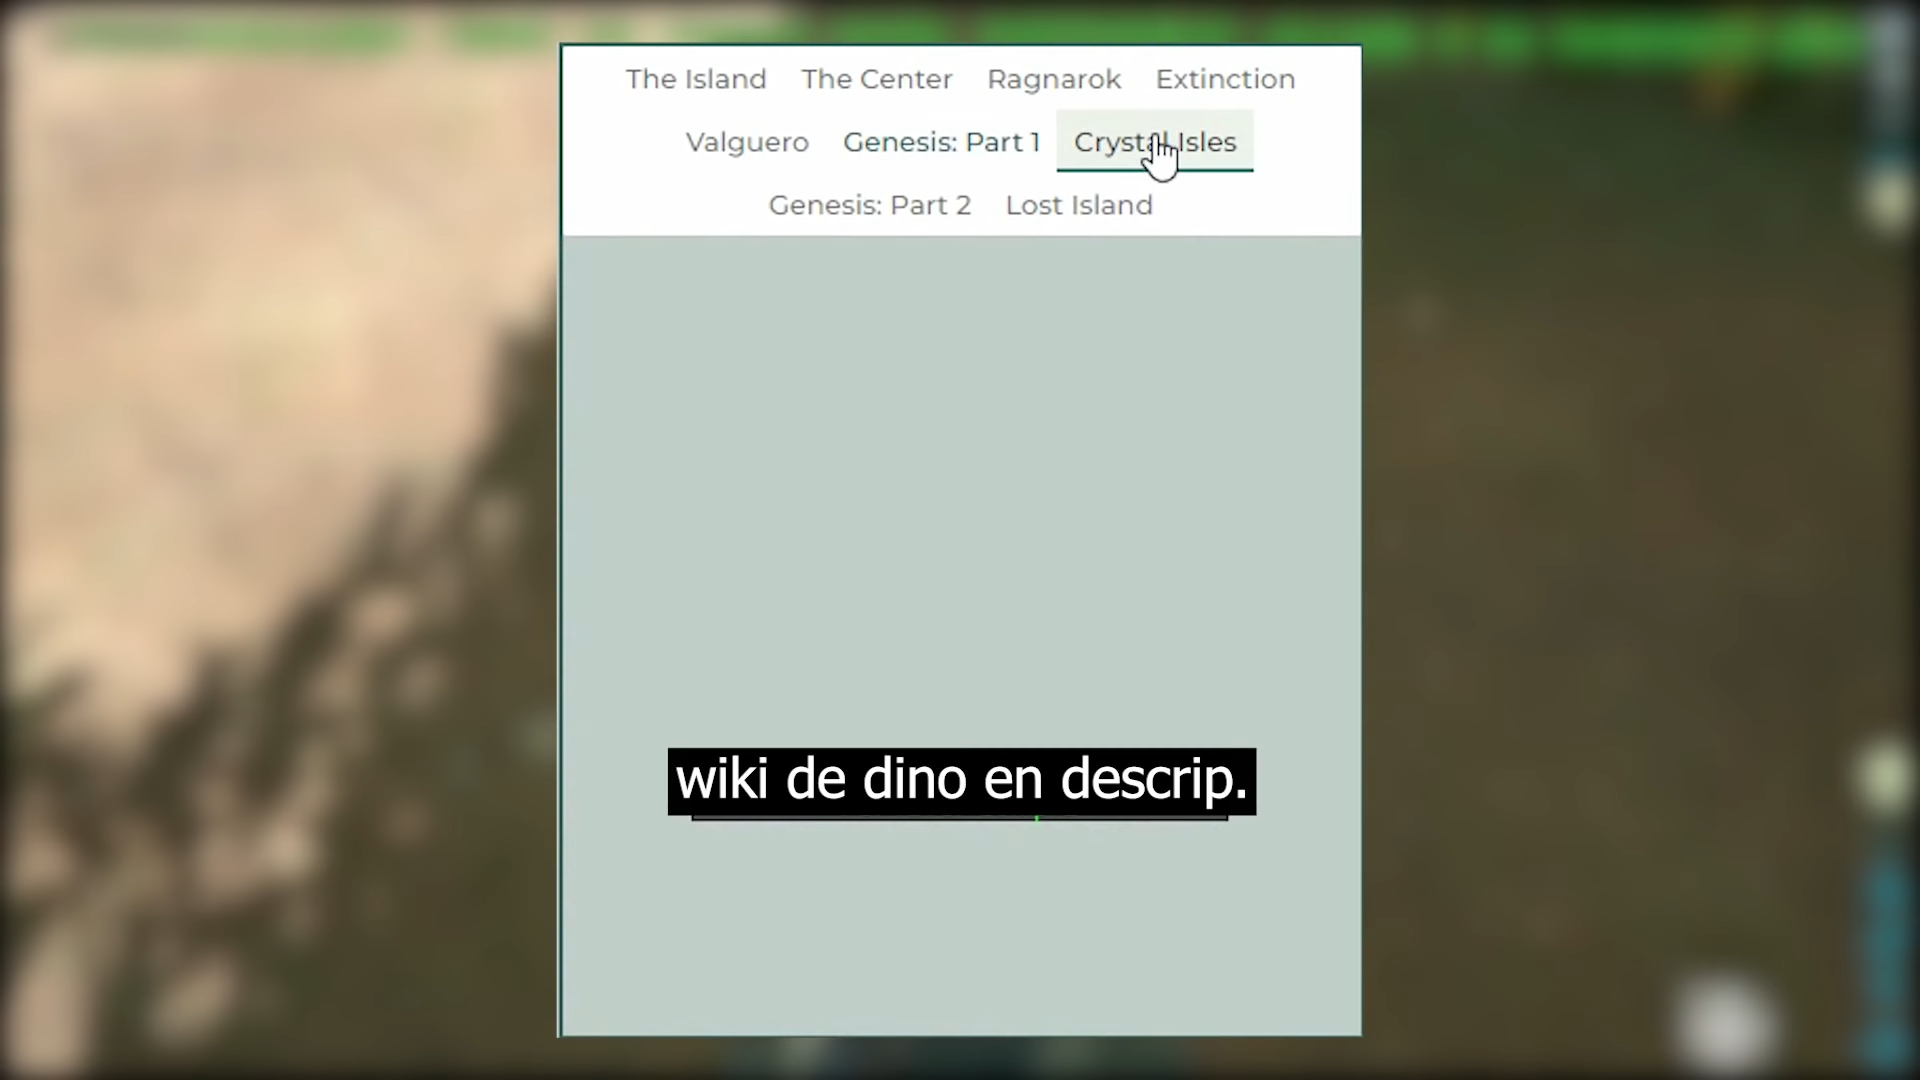 The Island The Center Ragnarok Extinction
Valguero Genesis: Part 1 Crystal Isles
Genesis: Part 2 Lost Island
wiki de dino en descrip.